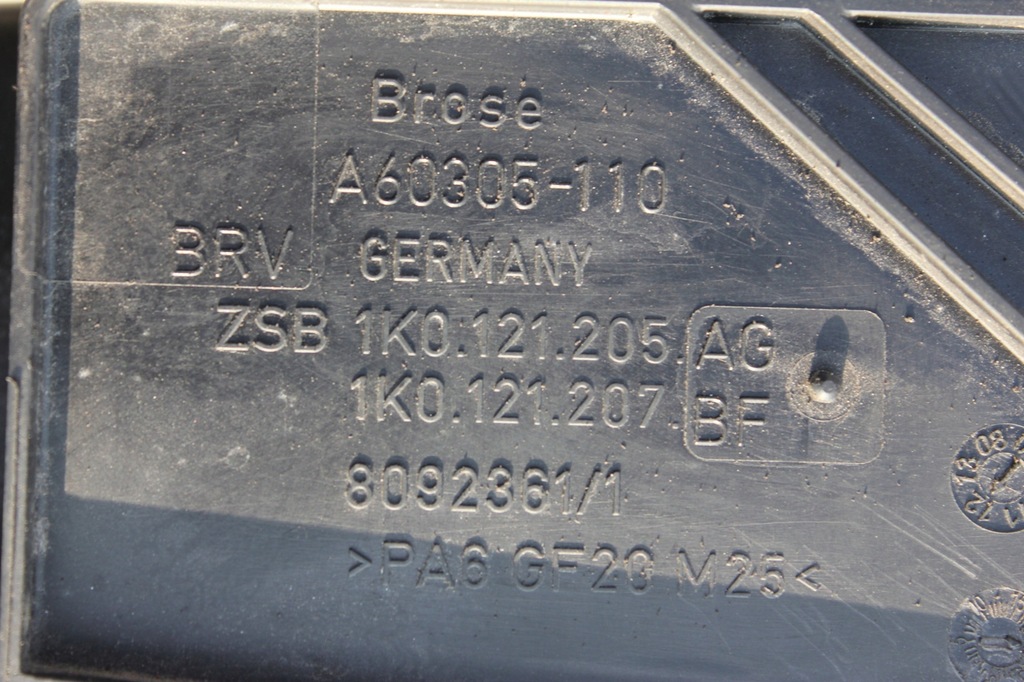 Brose
A60305-110
BRV GERMANY
ZSB 1K0.121.205.AG
1K0.121.207.BF
8092361/1
>PA6 GF20 M25<